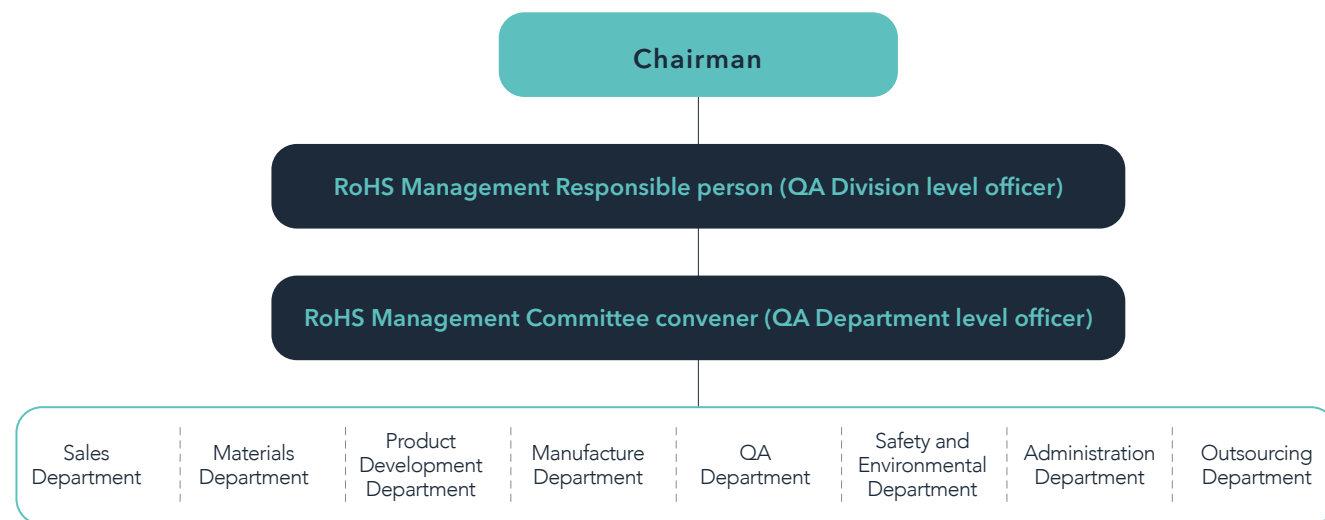 Chairman
RoHS Management Responsible person (QA Division level officer)
RoHS Management Committee convener (QA Department level officer)
Sales
Department
Materials
Department
Product
Development
Department
Manufacture
Department
QA
Department
Safety and
Environmental
Department
Administration
Department
Outsourcing
Department